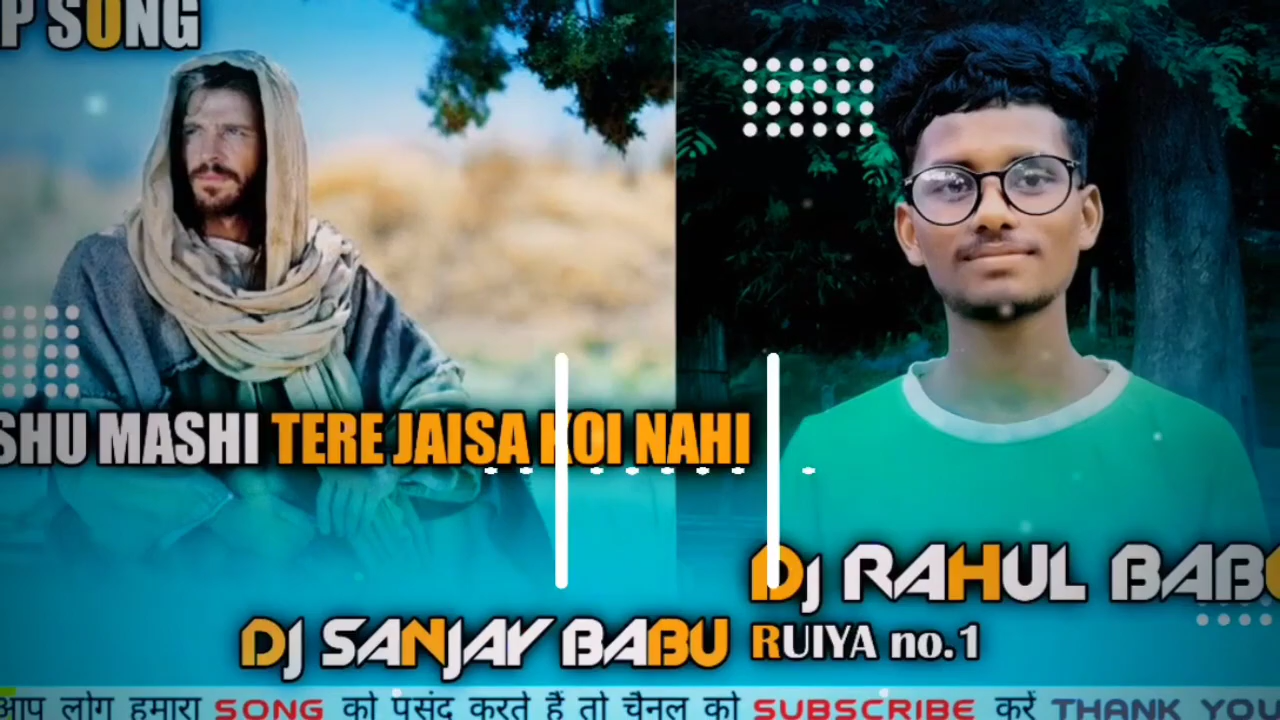 P SONG
SHU MASHI TERE JAISA KOI NAHI
DJ RAHUL BABU
DJ SANJAY BABU RUIYA no.1
आप लोग हमारा SONG को पसंद करते हैं तो चैनल को SUBSCRIBE करें THANK YOU